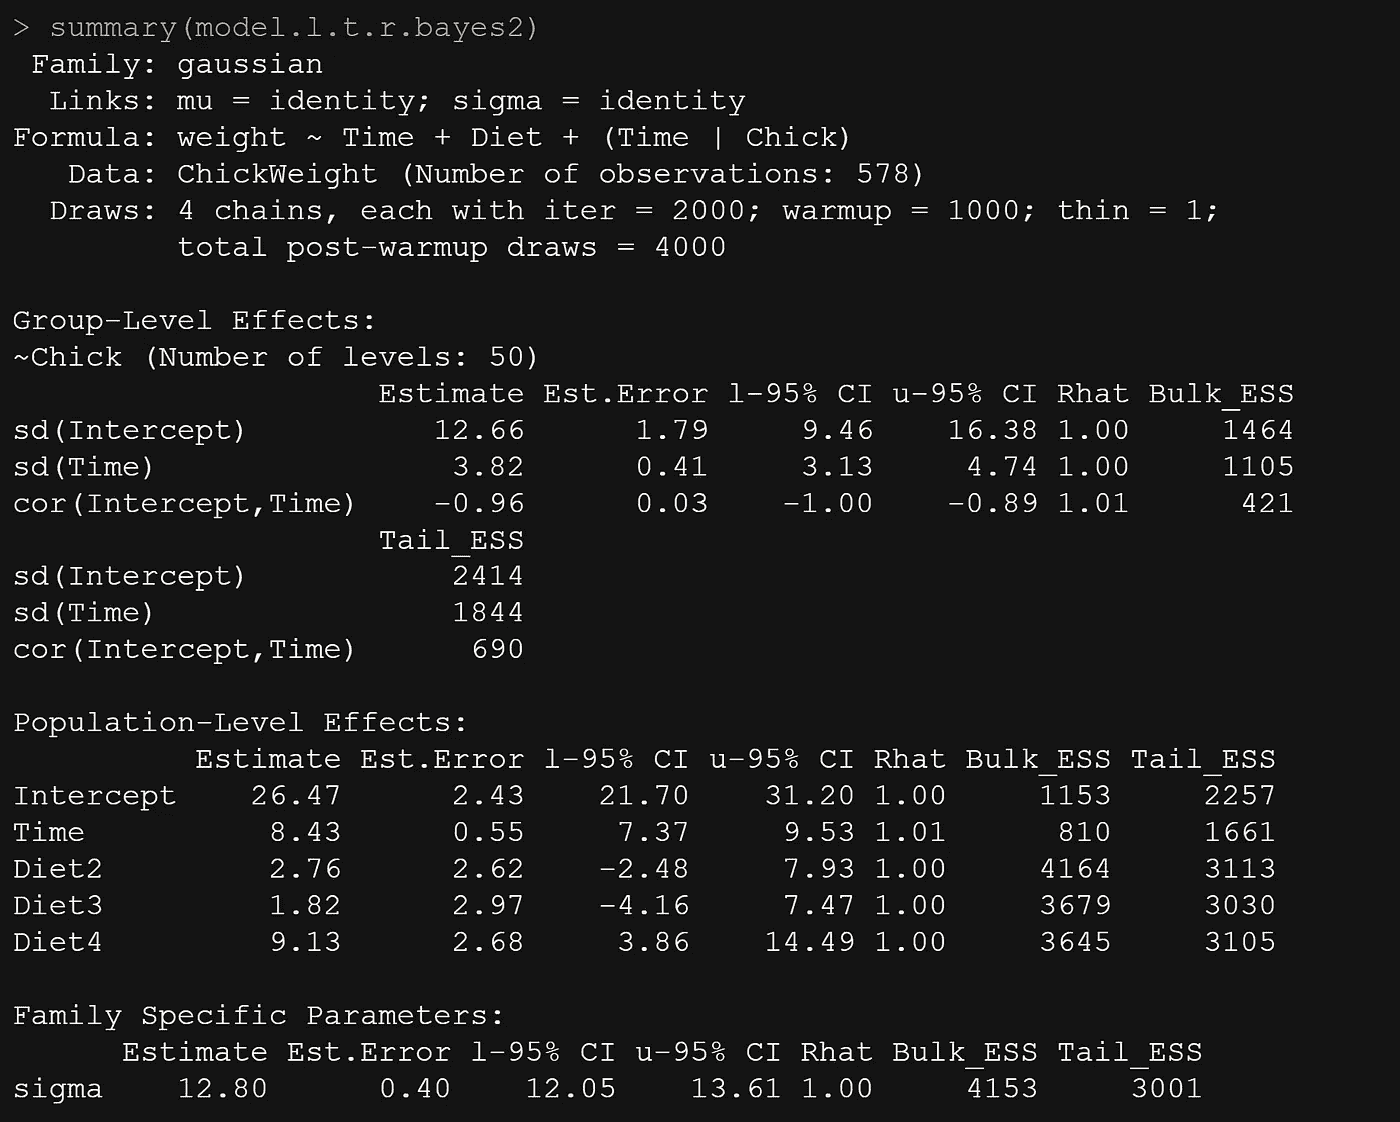 > summary(model.l.t.r.bayes2)
 Family: gaussian
  Links: mu = identity; sigma = identity
Formula: weight ~ Time + Diet + (Time | Chick)
   Data: ChickWeight (Number of observations: 578)
  Draws: 4 chains, each with iter = 2000; warmup = 1000; thin = 1;
         total post-warmup draws = 4000

Group-Level Effects:
~Chick (Number of levels: 50)
                    Estimate Est.Error l-95% CI u-95% CI Rhat Bulk_ESS
sd(Intercept)          12.66      1.79     9.46    16.38 1.00     1464
sd(Time)                3.82      0.41     3.13     4.74 1.00     1105
cor(Intercept,Time)    -0.96      0.03    -1.00    -0.89 1.01      421
                    Tail_ESS
sd(Intercept)           2414
sd(Time)                1844
cor(Intercept,Time)      690

Population-Level Effects:
          Estimate Est.Error l-95% CI u-95% CI Rhat Bulk_ESS Tail_ESS
Intercept    26.47      2.43    21.70    31.20 1.00     1153     2257
Time          8.43      0.55     7.37     9.53 1.01      810     1661
Diet2         2.76      2.62    -2.48     7.93 1.00     4164     3113
Diet3         1.82      2.97    -4.16     7.47 1.00     3679     3030
Diet4         9.13      2.68     3.86    14.49 1.00     3645     3105

Family Specific Parameters:
      Estimate Est.Error l-95% CI u-95% CI Rhat Bulk_ESS Tail_ESS
sigma    12.80      0.40    12.05    13.61 1.00     4153     3001